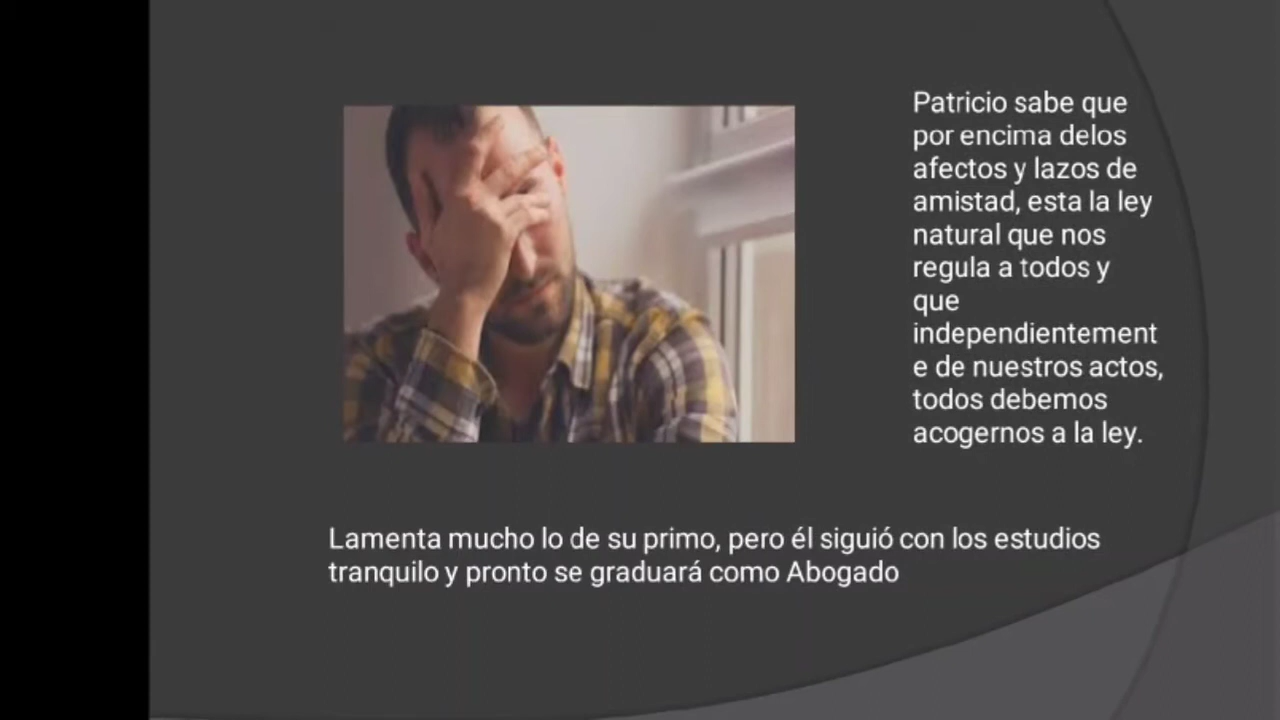 Patricio sabe que
por encima delos
afectos y lazos de
amistad, esta la ley
natural que nos
regula a todos y
que
independientement
e de nuestros actos,
todos debemos
acogernos a la ley.
Lamenta mucho lo de su primo, pero él siguió con los estudios
tranquilo y pronto se graduará como Abogado